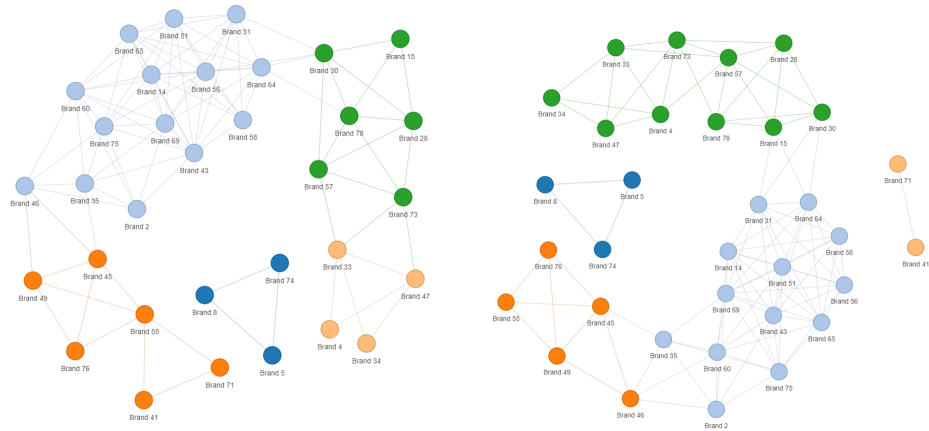 Brand 31
Brand 51
Brand 65
Brand 30
Brand 15
Brand 14
Brand 56
Brand 64
Brand 60
Brand 78
Brand 28
Brand 75
Brand 69
Brand 58
Brand 43
Brand 57
Brand 46
Brand 35
Brand 2
Brand 73
Brand 33
Brand 45
Brand 74
Brand 49
Brand 8
Brand 47
Brand 55
Brand 4
Brand 34
Brand 76
Brand 5
Brand 71
Brand 41
Brand 73
Brand 28
Brand 33
Brand 57
Brand 34
Brand 4
Brand 30
Brand 47
Brand 78
Brand 15
Brand 71
Brand 8
Brand 5
Brand 31
Brand 64
Brand 76
Brand 74
Brand 58
Brand 41
Brand 14
Brand 51
Brand 56
Brand 55
Brand 45
Brand 69
Brand 43
Brand 65
Brand 49
Brand 35
Brand 60
Brand 75
Brand 46
Brand 2